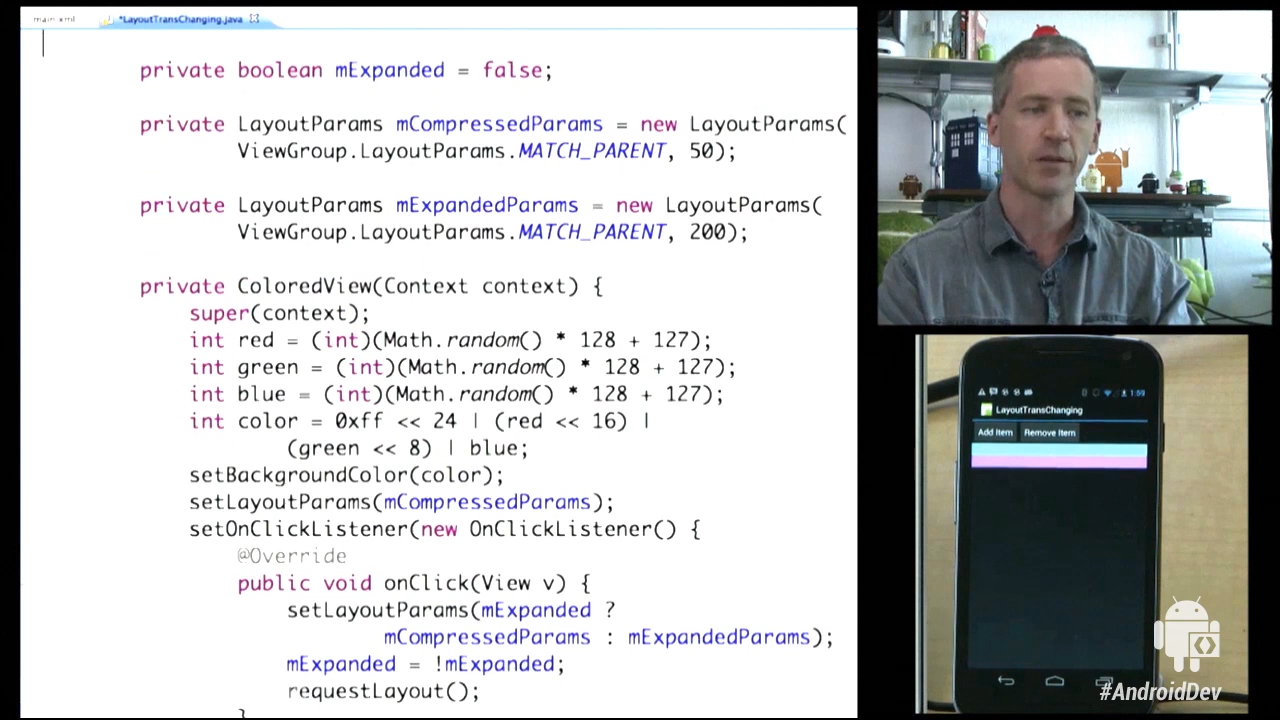 main.xml
*LayoutTransChanging.java
private boolean mExpanded = false;
private LayoutParams mCompressedParams = new LayoutParams(
ViewGroup.LayoutParams.MATCH_PARENT, 50);
private LayoutParams mExpandedParams = new LayoutParams(
ViewGroup.LayoutParams.MATCH_PARENT, 200);
private ColoredView(Context context) {
super(context);
int red = (int)(Math.random() * 128 + 127);
int green = (int)(Math.random() * 128 + 127);
int blue = (int)(Math.random() * 128 + 127);
int color = 0xff << 24 | (red << 16) |
(green << 8) | blue;
setBackgroundColor(color);
setLayoutParams(mCompressedParams);
setOnClickListener(new OnClickListener() {
@Override
public void onClick(View v) {
setLayoutParams(mExpanded ?
mCompressedParams : mExpandedParams);
mExpanded = !mExpanded;
requestLayout();
}
1:59
LayoutTransChanging
Add Item
Remove Item
#AndroidDev